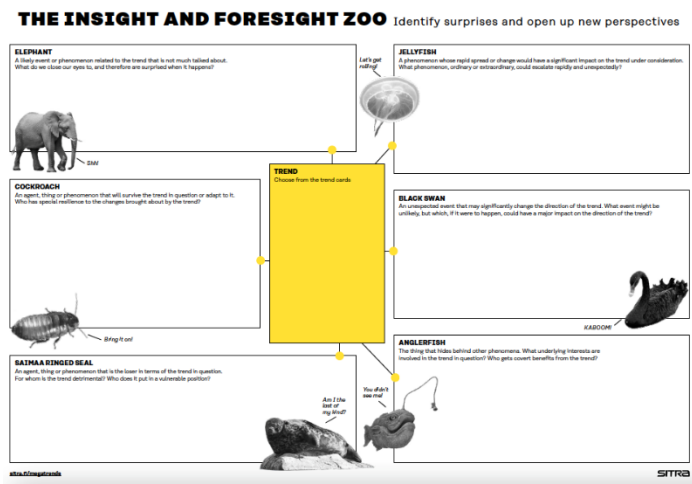 THE INSIGHT AND FORESIGHT ZOO Identify surprises and open up new perspectives
ELEPHANT
A likely event or phenomenon related to the trend that is not much talked about.
What do we close our eyes to, and therefore are surprised when it happens?
Shh!
Let's get
rolling!
JELLYFISH
A phenomenon whose rapid spread or change would have a significant impact on the trend under consideration.
What phenomenon, ordinary or extraordinary, could escalate rapidly and unexpectedly?
TREND
Choose from the trend cards
COCKROACH
An agent, thing or phenomenon that will survive the trend in question or adapt to it.
Who has special resilience to the changes brought about by the trend?
Bring it on!
BLACK SWAN
An unexpected event that may significantly change the direction of the trend. What event might be
unlikely, but which, if it were to happen, could have a major impact on the direction of the trend?
KABOOM!
SAIMAA RINGED SEAL
An agent, thing or phenomenon that is the loser in terms of the trend in question.
For whom is the trend detrimental? Who does it put in a vulnerable position?
Am I the
last of
my kind?
You didn't
see me!
ANGLERFISH
The thing that hides behind other phenomena. What underlying interests are
involved in the trend in question? Who gets covert benefits from the trend?
sitra.fi/megatrends
SITRA